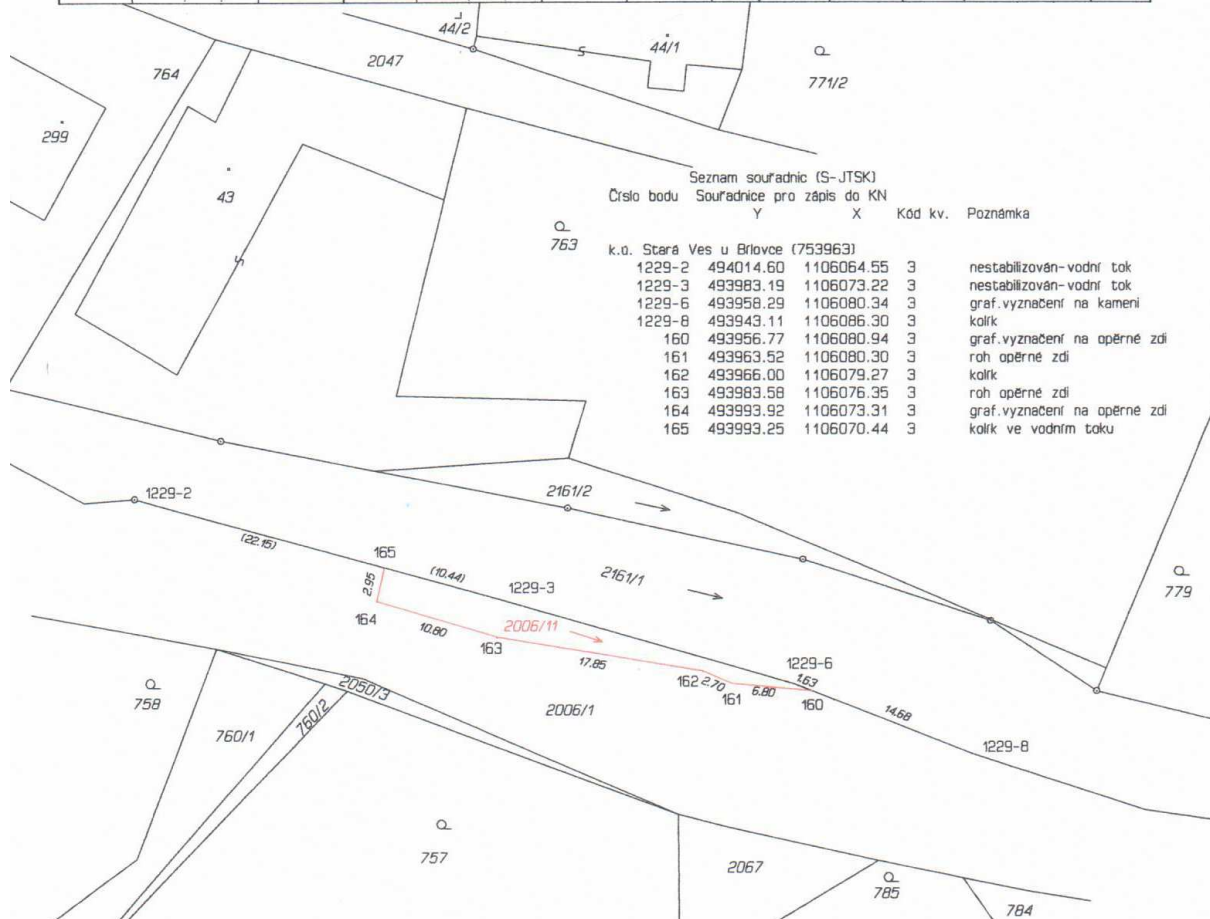 44/2
44/1
764
2047
771/2
299
43
763
Seznam souřadnic (S-JTSK)
Číslo bodu Souřadnice pro zápis do KN
Y X Kód kv. Poznámka
k.ú. Stará Ves u Bílovce (753963)
1229-2 494014.60 1106064.55 3 nestabilizován-vodní tok
1229-3 493983.19 1106073.22 3 nestabilizován-vodní tok
1229-6 493958.29 1106080.34 3 graf.vyznačení na kameni
1229-8 493943.11 1106086.30 3 kolík
160 493956.77 1106080.94 3 graf.vyznačení na opěrné zdi
161 493963.52 1106080.30 3 roh opěrné zdi
162 493966.00 1106079.27 3 kolík
163 493983.58 1106076.35 3 roh opěrné zdi
164 493993.92 1106073.31 3 graf.vyznačení na opěrné zdi
165 493993.25 1106070.44 3 kolík ve vodním toku
1229-2
2161/2
(22.15)
165
(10.44)
1229-3
2161/1
779
2.95
164
10.80
2006/11
163
17.85
1229-6
162
2.70
1.63
161
6.80
160
758
2050/3
760/2
760/1
2006/1
14.68
1229-8
757
2067
785
784